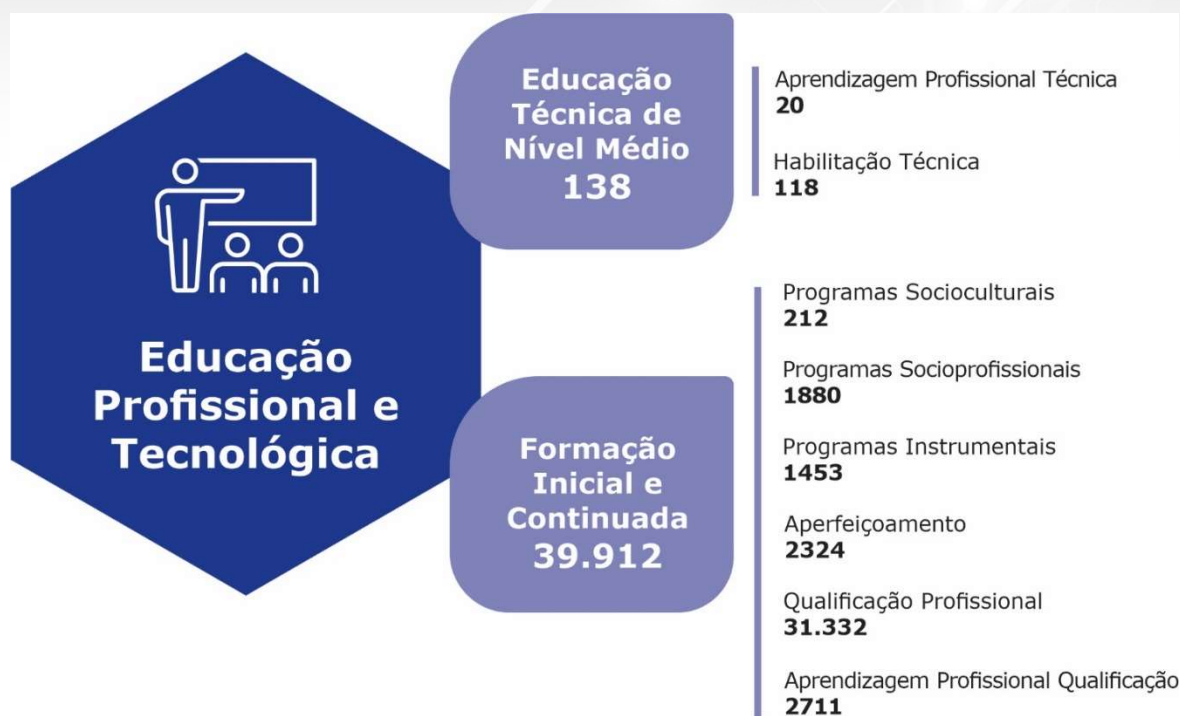 Educação
Profissional e
Tecnológica
Educação
Técnica de
Nível Médio
138
Aprendizagem Profissional Técnica
20
Habilitação Técnica
118
Formação
Inicial e
Continuada
39.912
Programas Socioculturais
212
Programas Socioprofissionais
1880
Programas Instrumentais
1453
Aperfeiçoamento
2324
Qualificação Profissional
31.332
Aprendizagem Profissional Qualificação
2711